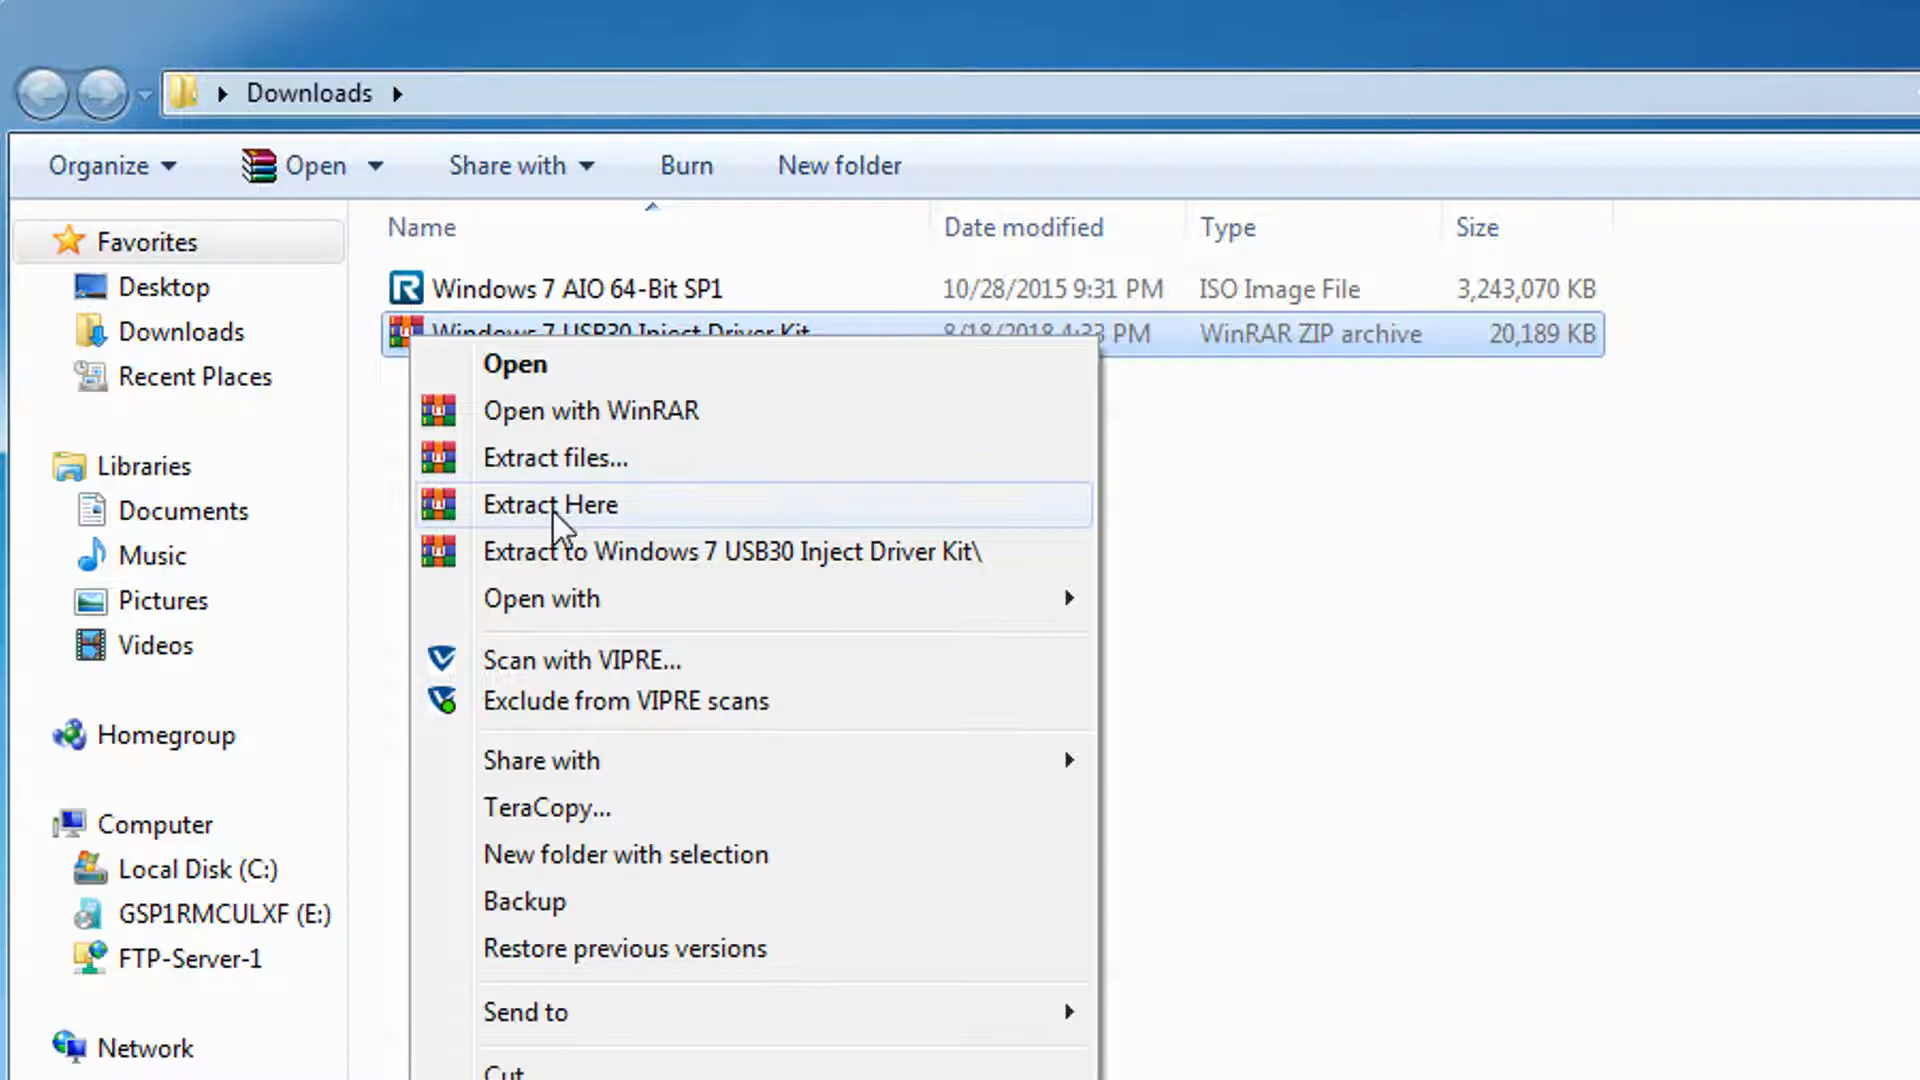 Downloads
Organize Open Share with Burn New folder
Name Date modified Type Size
Favorites
Desktop
Downloads
Recent Places
Libraries
Documents
Music
Pictures
Videos
Homegroup
Computer
Local Disk (C:)
GSP1RMCULXF (E:)
FTP-Server-1
Network
Windows 7 AIO 64-Bit SP1 10/28/2015 9:31 PM ISO Image File 3,243,070 KB
Windows 7 USB30 Inject Driver Kit 8/18/2018 4:33 PM WinRAR ZIP archive 20,189 KB
Open
Open with WinRAR
Extract files...
Extract Here
Extract to Windows 7 USB30 Inject Driver Kit\
Open with
Scan with VIPRE...
Exclude from VIPRE scans
Share with
TeraCopy...
New folder with selection
Backup
Restore previous versions
Send to
Cut